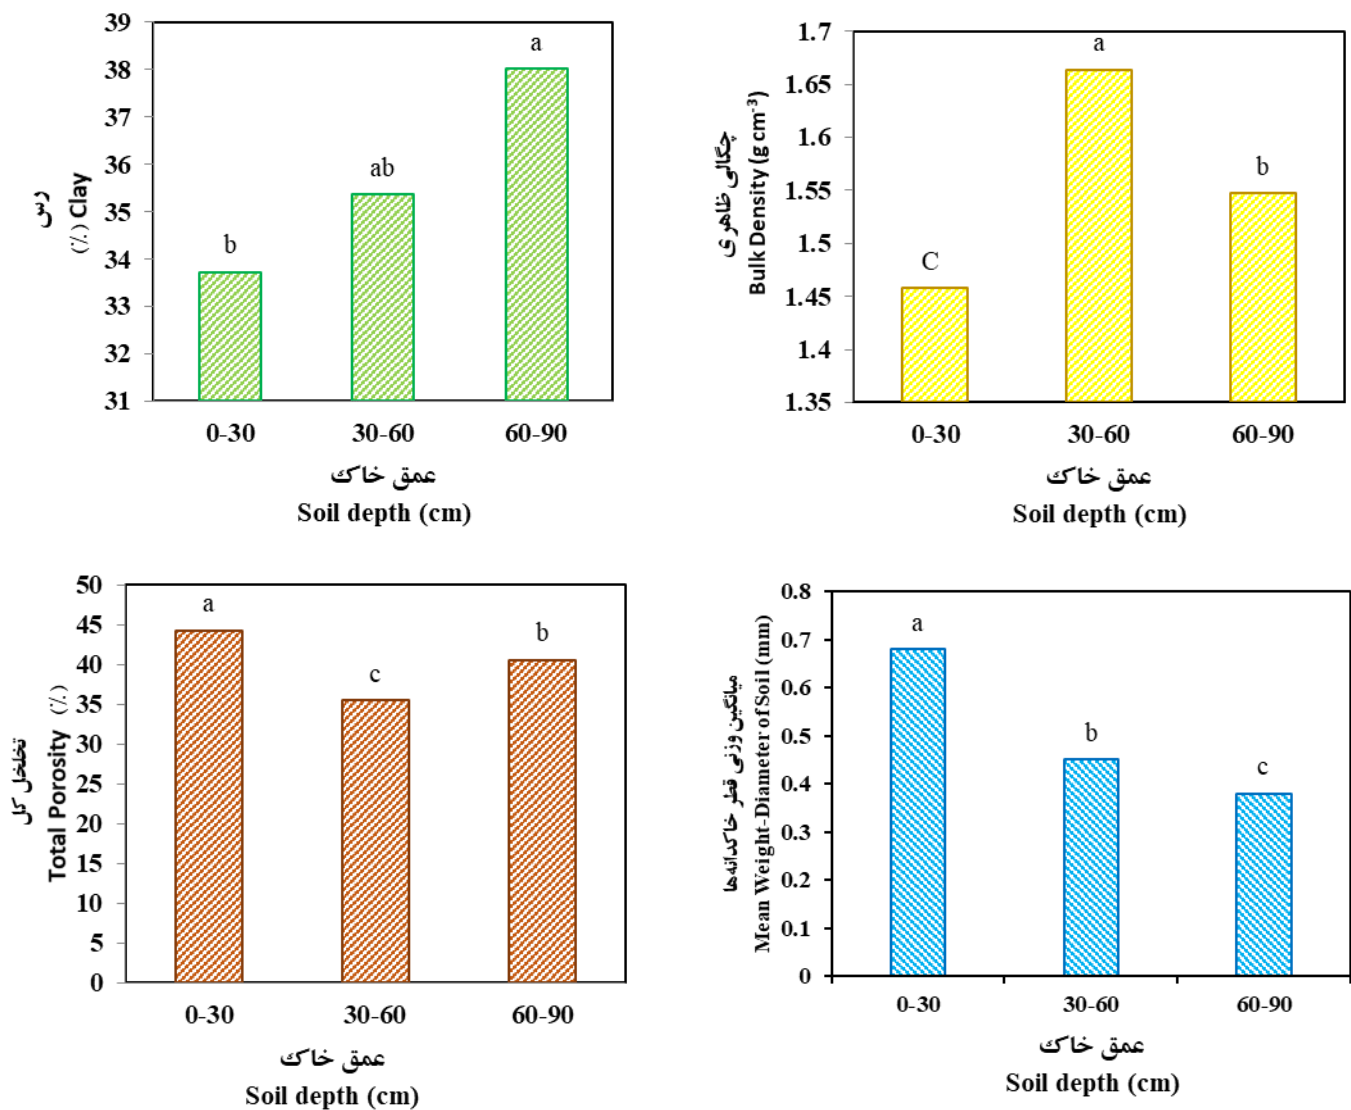 39
38
37
36
35
34
33
32
31
رس
(٪) Clay
b
ab
a
0-30
30-60
60-90
عمق خاک
Soil depth (cm)
1.7
1.65
1.6
1.55
1.5
1.45
1.4
1.35
چگالی ظاهری
Bulk Density (g cm⁻³)
C
a
b
0-30
30-60
60-90
عمق خاک
Soil depth (cm)
50
45
40
35
30
25
20
15
10
5
0
تخلخل کل
Total Porosity (٪)
a
c
b
0-30
30-60
60-90
عمق خاک
Soil depth (cm)
0.8
0.7
0.6
0.5
0.4
0.3
0.2
0.1
0
میانگین وزنی قطر خاکدانه‌ها
Mean Weight-Diameter of Soil (mm)
a
b
c
0-30
30-60
60-90
عمق خاک
Soil depth (cm)